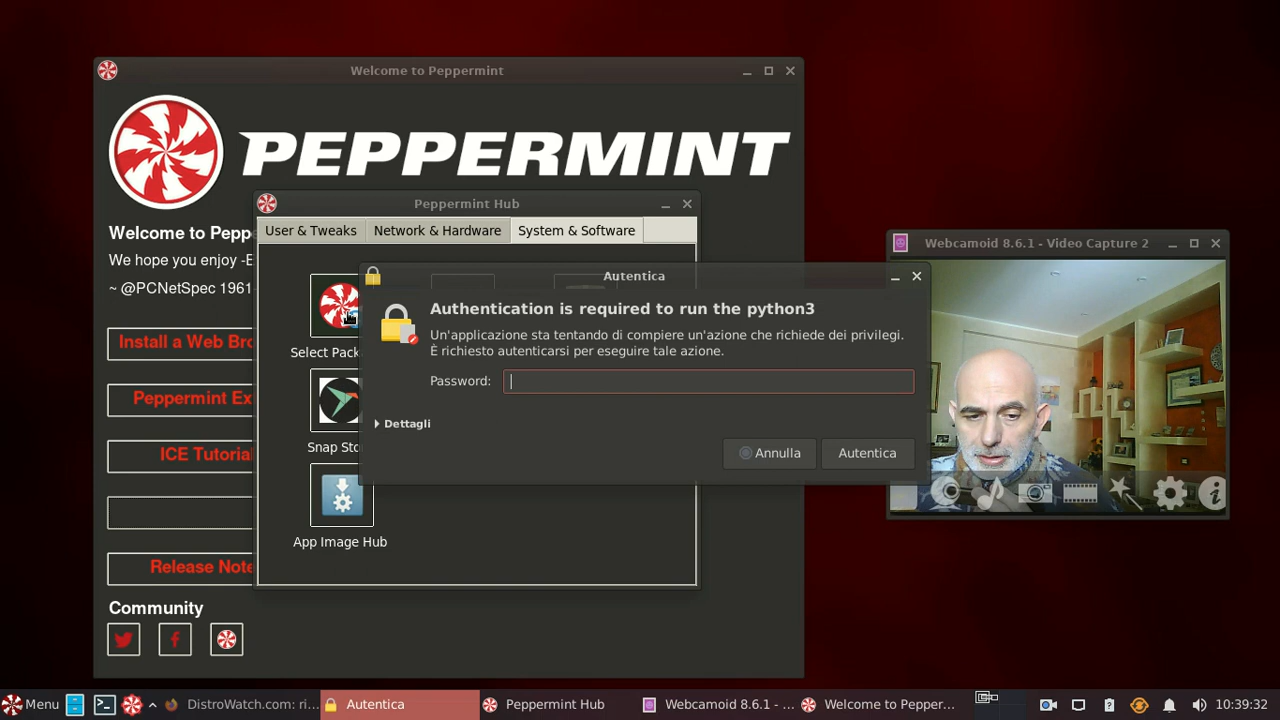 Welcome to Peppermint
PEPPERMINT
Welcome to Pepp
We hope you enjoy -E
~ @PCNetSpec 1961
Install a Web Bro
Peppermint Ex
ICE Tutoria
Release Note
Community
Peppermint Hub
User & Tweaks
Network & Hardware
System & Software
Select Pack
Snap Sto
App Image Hub
Autentica
Authentication is required to run the python3
Un'applicazione sta tentando di compiere un'azione che richiede dei privilegi.
È richiesto autenticarsi per eseguire tale azione.
Password:
Dettagli
Annulla
Autentica
Webcamoid 8.6.1 - Video Capture 2
Menu
DistroWatch.com: ri...
Autentica
Peppermint Hub
Webcamoid 8.6.1 - ...
Welcome to Pepper...
10:39:32